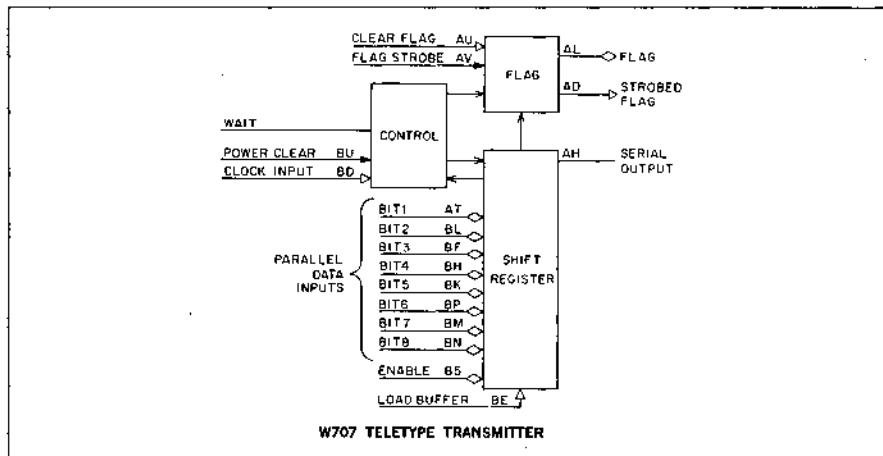 CLEAR FLAG AU
FLAG STROBE AV
FLAG
AL
FLAG
AD
STROBED
FLAG
CONTROL
WAIT
POWER CLEAR BU
CLOCK INPUT BD
AH
SERIAL
OUTPUT
PARALLEL
DATA
INPUTS
BIT1 AT
BIT2 BL
BIT3 BF
BIT4 BH
BIT5 BK
BIT6 BP
BIT7 BM
BIT8 BN
ENABLE BS
SHIFT
REGISTER
LOAD BUFFER BE
W707 TELETYPE TRANSMITTER